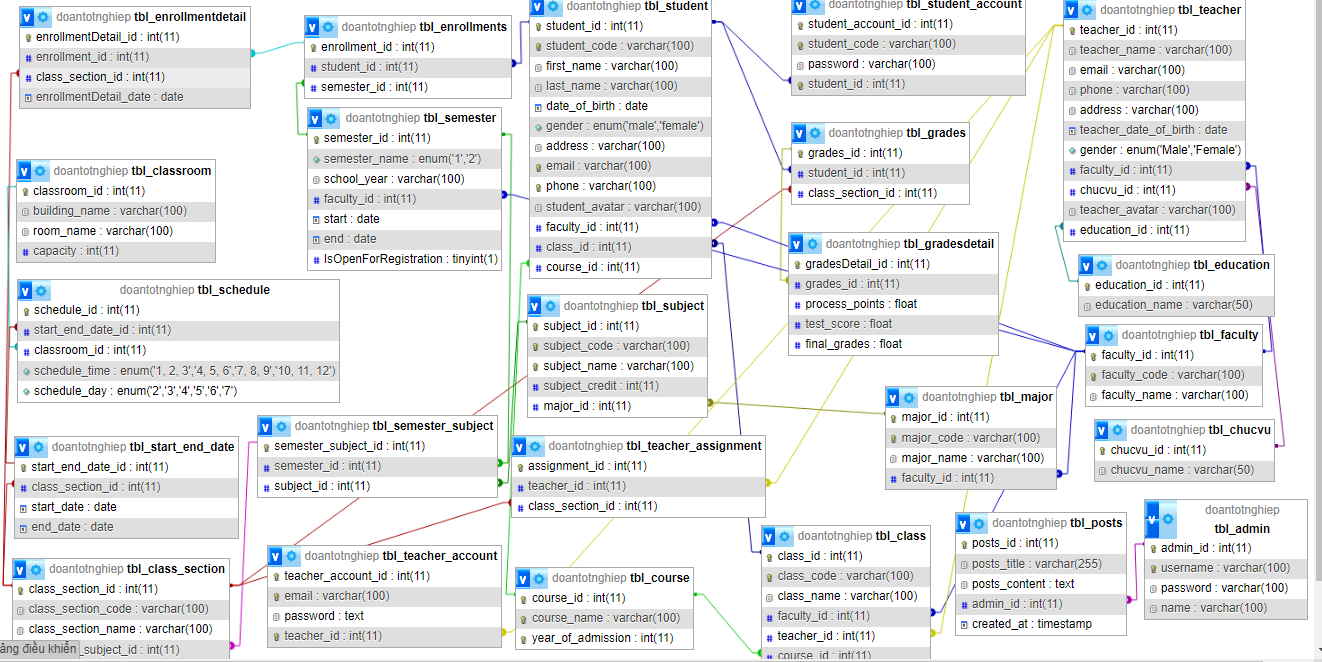 doantotnghiep tbl_enrollmentdetail
enrollmentDetail_id : int(11)
enrollment_id : int(11)
class_section_id : int(11)
enrollmentDetail_date : date
doantotnghiep tbl_enrollments
enrollment_id : int(11)
student_id : int(11)
semester_id : int(11)
doantotnghiep tbl_student
student_id : int(11)
student_code : varchar(100)
first_name : varchar(100)
last_name : varchar(100)
date_of_birth : date
gender : enum('male','female')
address : varchar(100)
email : varchar(100)
phone : varchar(100)
student_avatar : varchar(100)
faculty_id : int(11)
class_id : int(11)
course_id : int(11)
doantotnghiep tbl_student_account
student_account_id : int(11)
student_code : varchar(100)
password : varchar(100)
student_id : int(11)
doantotnghiep tbl_teacher
teacher_id : int(11)
teacher_name : varchar(100)
email : varchar(100)
phone : varchar(100)
address : varchar(100)
teacher_date_of_birth : date
gender : enum('Male','Female')
faculty_id : int(11)
chucvu_id : int(11)
teacher_avatar : varchar(100)
education_id : int(11)
doantotnghiep tbl_semester
semester_id : int(11)
semester_name : enum('1','2')
school_year : varchar(100)
faculty_id : int(11)
start : date
end : date
IsOpenForRegistration : tinyint(1)
doantotnghiep tbl_grades
grades_id : int(11)
student_id : int(11)
class_section_id : int(11)
doantotnghiep tbl_classroom
classroom_id : int(11)
building_name : varchar(100)
room_name : varchar(100)
capacity : int(11)
doantotnghiep tbl_gradesdetail
gradesDetail_id : int(11)
grades_id : int(11)
process_points : float
test_score : float
final_grades : float
doantotnghiep tbl_education
education_id : int(11)
education_name : varchar(50)
doantotnghiep tbl_schedule
schedule_id : int(11)
start_end_date_id : int(11)
classroom_id : int(11)
schedule_time : enum('1, 2, 3','4, 5, 6','7, 8, 9','10, 11, 12')
schedule_day : enum('2','3','4','5','6','7')
doantotnghiep tbl_subject
subject_id : int(11)
subject_code : varchar(100)
subject_name : varchar(100)
subject_credit : int(11)
major_id : int(11)
doantotnghiep tbl_faculty
faculty_id : int(11)
faculty_code : varchar(100)
faculty_name : varchar(100)
doantotnghiep tbl_major
major_id : int(11)
major_code : varchar(100)
major_name : varchar(100)
faculty_id : int(11)
doantotnghiep tbl_chucvu
chucvu_id : int(11)
chucvu_name : varchar(50)
doantotnghiep tbl_start_end_date
start_end_date_id : int(11)
class_section_id : int(11)
start_date : date
end_date : date
doantotnghiep tbl_semester_subject
semester_subject_id : int(11)
semester_id : int(11)
subject_id : int(11)
doantotnghiep tbl_teacher_assignment
assignment_id : int(11)
teacher_id : int(11)
class_section_id : int(11)
doantotnghiep tbl_class
class_id : int(11)
class_code : varchar(100)
class_name : varchar(100)
faculty_id : int(11)
teacher_id : int(11)
course_id : int(11)
doantotnghiep tbl_posts
posts_id : int(11)
posts_title : varchar(255)
posts_content : text
admin_id : int(11)
created_at : timestamp
doantotnghiep
tbl_admin
admin_id : int(11)
username : varchar(100)
password : varchar(100)
name : varchar(100)
doantotnghiep tbl_class_section
class_section_id : int(11)
class_section_code : varchar(100)
class_section_name : varchar(100)
_subject_id : int(11)
ảng điều khiển
doantotnghiep tbl_teacher_account
teacher_account_id : int(11)
email : varchar(100)
password : text
teacher_id : int(11)
doantotnghiep tbl_course
course_id : int(11)
course_name : varchar(100)
year_of_admission : int(11)